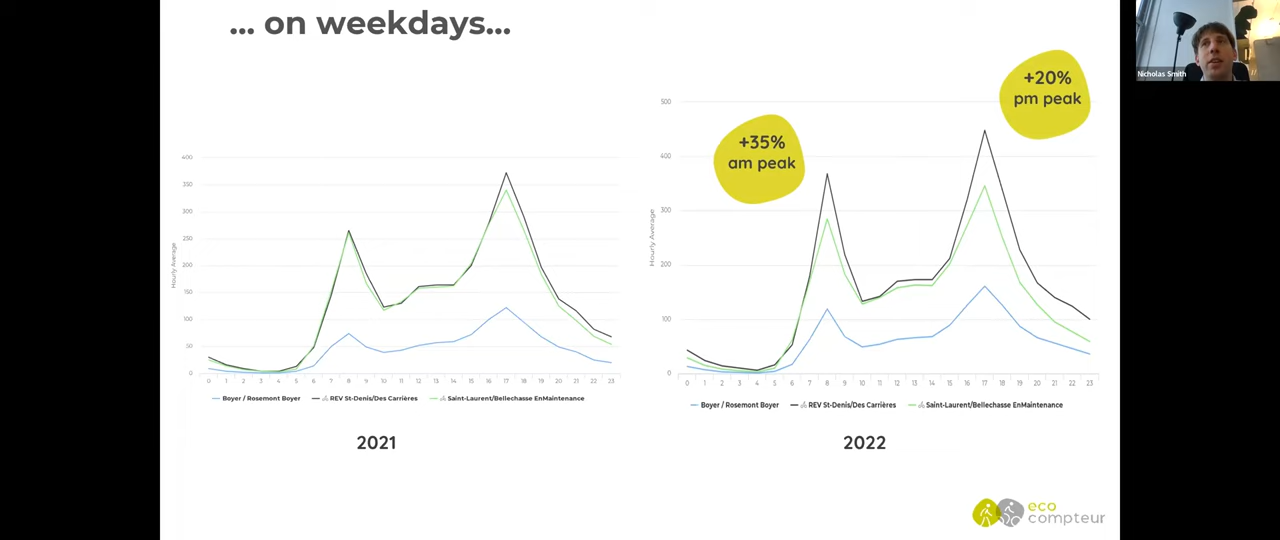 ... on weekdays...
Nicholas Smith
+20%
pm peak
+35%
am peak
400
350
300
250
200
150
100
50
0
Hourly Average
0 1 2 3 4 5 6 7 8 9 10 11 12 13 14 15 16 17 18 19 20 21 22 23
Boyer / Rosemont Boyer REV St-Denis/Des Carrières Saint-Laurent/Bellechasse EnMaintenance
2021
500
400
300
200
100
0
Hourly Average
0 1 2 3 4 5 6 7 8 9 10 11 12 13 14 15 16 17 18 19 20 21 22 23
Boyer / Rosemont Boyer REV St-Denis/Des Carrières Saint-Laurent/Bellechasse EnMaintenance
2022
eco
compteur